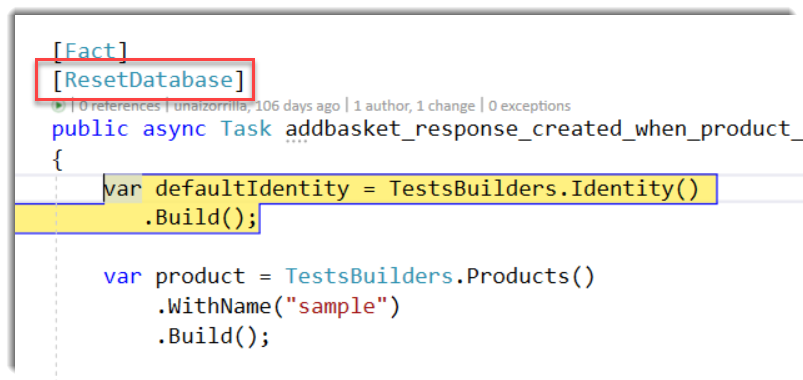 [Fact]
[ResetDatabase]
| 0 references | unaizorrilla, 106 days ago | 1 author, 1 change | 0 exceptions
public async Task addbasket_response_created_when_product_
{
var defaultIdentity = TestsBuilders.Identity()
.Build();
var product = TestsBuilders.Products()
.WithName("sample")
.Build();